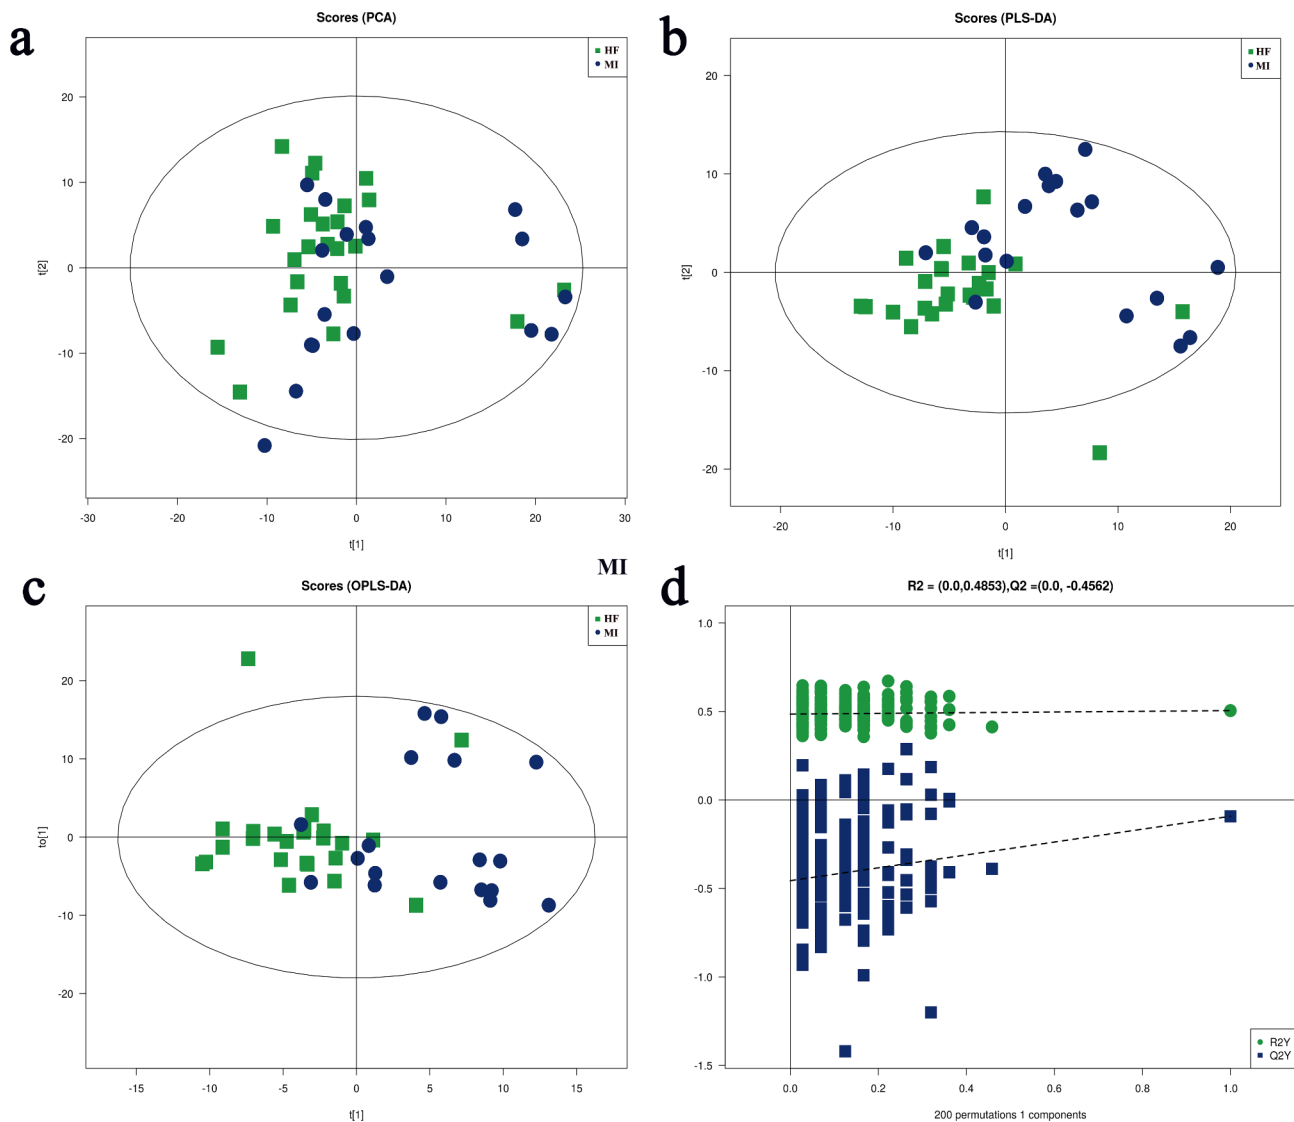 a
Scores (PCA)
HF
MI
20
10
0
-10
-20
t[2]
-30 -20 -10 0 10 20 30
t[1]
b
Scores (PLS-DA)
HF
MI
20
10
0
-10
-20
t[2]
-20 -10 0 10 20
t[1]
MI
c
Scores (OPLS-DA)
HF
MI
20
10
0
-10
-20
to[1]
-15 -10 -5 0 5 10 15
t[1]
d
R2 = (0.0,0.4853),Q2 =(0.0, -0.4562)
1.0
0.5
0.0
-0.5
-1.0
-1.5
R2Y
Q2Y
0.0 0.2 0.4 0.6 0.8 1.0
200 permutations 1 components